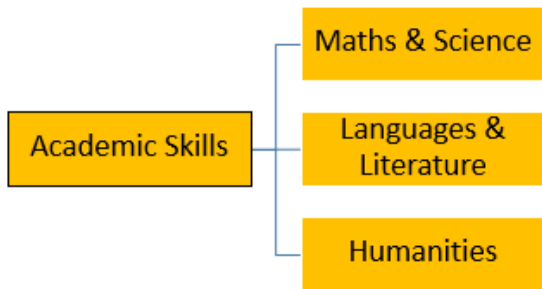 Maths & Science
Academic Skills
Languages &
Literature
Humanities